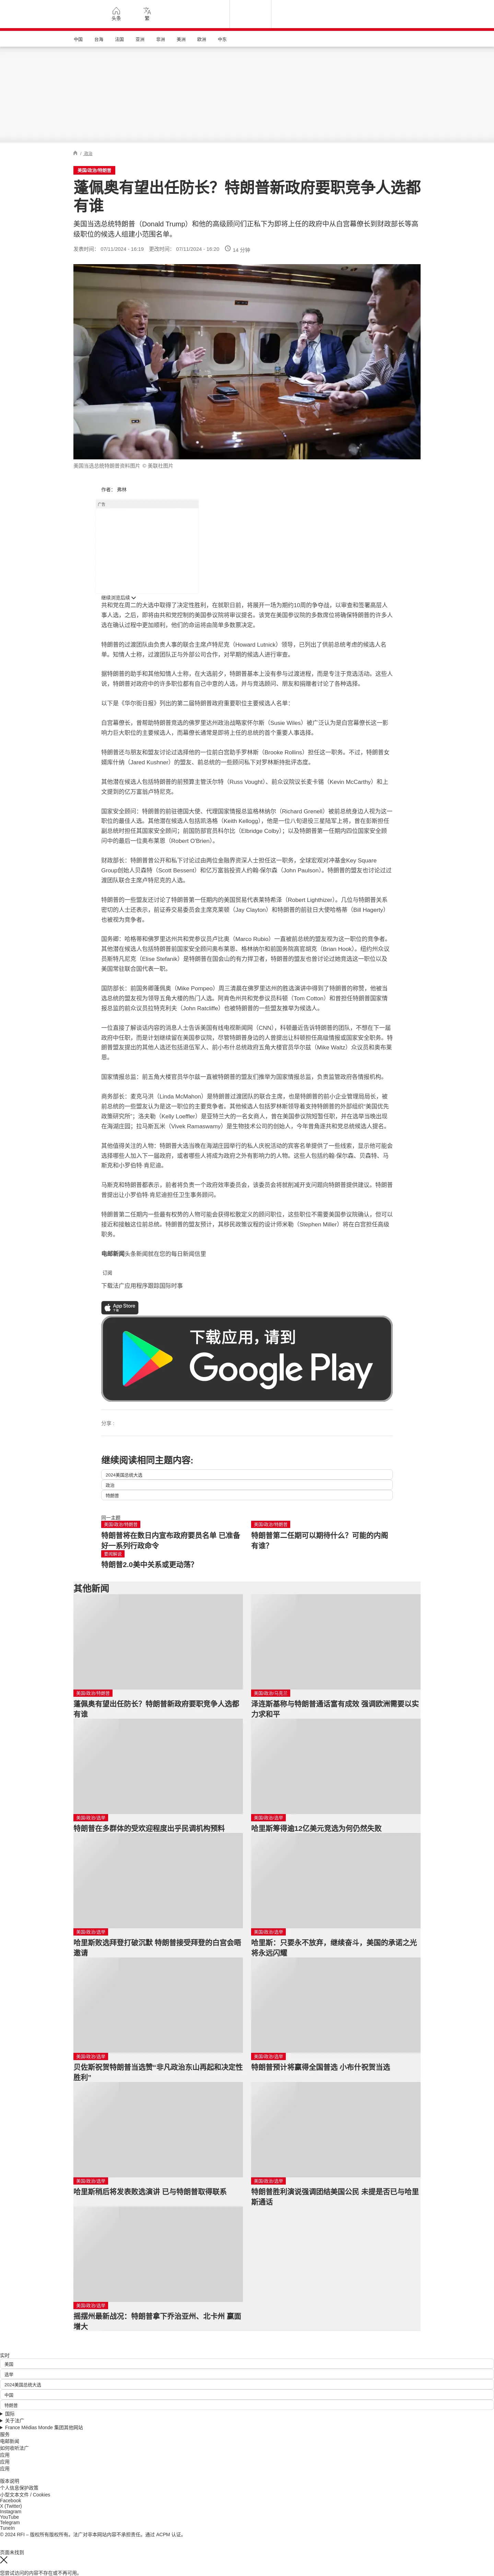 头条
繁
中国 台海 法国 亚洲 非洲 美洲 欧洲 中东
/ 政治
美国/政治/特朗普
蓬佩奥有望出任防长？特朗普新政府要职竞争人选都
有谁
美国当选总统特朗普（Donald Trump）和他的高级顾问们正私下为即将上任的政府中从白宫幕僚长到财政部长等高
级职位的候选人组建小范围名单。
发表时间： 07/11/2024 - 16:19 更改时间： 07/11/2024 - 16:20 14 分钟
美国当选总统特朗普资料图片 © 美联社图片
作者： 奥林
广告
继续浏览后续
共和党在周二的大选中取得了决定性胜利，在就职日前，将展开一场为期约10周的争夺战，以审查和签署高层人
事人选。之后，即将由共和党控制的美国参议院将审议提名。该党在美国参议院的多数席位将确保特朗普的许多人
选在确认过程中更加顺利，他们的命运将由简单多数票决定。
特朗普的过渡团队由负责人事的联合主席卢特尼克（Howard Lutnick）领导，已列出了供前总统考虑的候选人名
单。知情人士称，过渡团队正与外部公司合作，对早期的候选人进行审查。
据特朗普的助手和其他知情人士称，在大选前夕，特朗普基本上没有参与过渡进程，而是专注于竞选活动。这些人
说，特朗普对政府中的许多职位都有自己中意的人选，并与竞选顾问、朋友和捐赠者讨论了各种选择。
以下是《华尔街日报》列出的第二届特朗普政府重要职位主要候选人名单：
白宫幕僚长，曾帮助特朗普竞选的佛罗里达州政治战略家怀尔斯（Susie Wiles）被广泛认为是白宫幕僚长这一影
响力巨大职位的主要候选人，而幕僚长通常是即将上任的总统的首个重要人事选择。
特朗普还与朋友和盟友讨论过选择他的一位前白宫助手罗林斯（Brooke Rollins）担任这一职务。不过，特朗普女
婿库什纳（Jared Kushner）的盟友、前总统的一些顾问私下对罗林斯持批评态度。
其他潜在候选人包括特朗普的前预算主管沃尔特（Russ Vought）、前众议院议长麦卡锡（Kevin McCarthy）和上
文提到的亿万富翁卢特尼克。
国家安全顾问：特朗普的前驻德国大使、代理国家情报总监格林纳尔（Richard Grenell）被前总统身边人视为这一
职位的最佳人选。其他潜在候选人包括凯洛格（Keith Kellogg），他是一位八旬退役三星陆军上将，曾在彭斯担任
副总统时担任其国家安全顾问；前国防部官员科尔比（Elbridge Colby）；以及特朗普第一任期内四位国家安全顾
问中的最后一位奥布莱恩（Robert O'Brien）。
财政部长：特朗普曾公开和私下讨论过由两位金融界资深人士担任这一职务，全球宏观对冲基金Key Square
Group创始人贝森特（Scott Bessent）和亿万富翁投资人约翰·保尔森（John Paulson）。特朗普的盟友也讨论过过
渡团队联合主席卢特尼克的人选。
特朗普的一些盟友还讨论了特朗普第一任期内的美国贸易代表莱特希泽（Robert Lighthizer）。几位与特朗普关系
密切的人士还表示，前证券交易委员会主席克莱顿（Jay Clayton）和特朗普的前驻日大使哈格蒂（Bill Hagerty）
也被视为竞争者。
国务卿：哈格蒂和佛罗里达州共和党参议员卢比奥（Marco Rubio）一直被前总统的盟友视为这一职位的竞争者。
其他潜在候选人包括特朗普前国家安全顾问奥布莱恩、格林纳尔和前国务院高官胡克（Brian Hook）。纽约州众议
员斯特凡尼克（Elise Stefanik）是特朗普在国会山的有力捍卫者，特朗普的盟友也曾讨论过她竞选这一职位以及
美国常驻联合国代表一职。
国防部长：前国务卿蓬佩奥（Mike Pompeo）周三清晨在佛罗里达州的胜选演讲中得到了特朗普的称赞，他被当
选总统的盟友视为领导五角大楼的热门人选。阿肯色州共和党参议员科顿（Tom Cotton）和曾担任特朗普国家情
报总监的前众议员拉特克利夫（John Ratcliffe）也被特朗普的一些盟友推举为候选人。
一位直接了解谈话内容的消息人士告诉美国有线电视新闻网（CNN），科顿最近告诉特朗普的团队，不想在下一届
政府中任职，而是计划继续留在美国参议院，尽管特朗普身边的人曾提出让科顿担任高级情报或国家安全职务。特
朗普盟友提出的其他人选还包括退伍军人、前小布什总统政府五角大楼官员华尔兹（Mike Waltz）众议员和奥布莱
恩。
国家情报总监：前五角大楼官员华尔兹一直被特朗普的盟友们推荐为国家情报总监，负责监管政府各情报机构。
商务部长：麦克马洪（Linda McMahon）是特朗普过渡团队的联合主席，也是特朗普的前小企业管理局局长，被
前总统的一些盟友认为是这一职位的主要竞争者。其他候选人包括罗林斯领导着支持特朗普的外部组织"美国优先
政策研究所"；洛夫勒（Kelly Loeffler）是亚特兰大的一名女商人，曾在美国参议院短暂任职，并在选举当晚出现
在海湖庄园；拉马斯瓦米（Vivek Ramaswamy）是生物技术公司的创始人，今年曾角逐共和党总统候选人提名。
其他值得关注的人物：特朗普大选当晚在海湖庄园举行的私人庆祝活动的宾客名单提供了一些线索，显示他可能会
选择哪些人加入下一届政府，或者哪些人将成为政府之外有影响力的人物。这些人包括约翰·保尔森、贝森特、马
斯克和小罗伯特·肯尼迪。
马斯克和特朗普都表示，前者将负责一个政府效率委员会，该委员会将就削减开支问题向特朗普提供建议。特朗普
曾提出让小罗伯特·肯尼迪担任卫生事务顾问。
特朗普第二任期内一些最有权势的人物可能会获得松散定义的顾问职位，这些职位不需要美国参议院确认，但可以
接近和接触这位前总统。特朗普的盟友预计，其移民政策议程的设计师米勒（Stephen Miller）将在白宫担任高级
职务。
电邮新闻头条新闻就在您的每日新闻信里
订阅
下载法广应用程序跟踪国际时事
App Store
下载
下载应用，请到
Google Play
分享 :
继续阅读相同主题内容:
2024美国总统大选
政治
特朗普
同一主题
美国/政治/特朗普
特朗普将在数日内宣布政府要员名单 已准备
好一系列行政命令
美国/政治/特朗普
特朗普第二任期可以期待什么？可能的内阁
有谁？
要闻解说
特朗普2.0美中关系或更动荡？
其他新闻
美国/政治/特朗普
蓬佩奥有望出任防长？特朗普新政府要职竞争人选都
有谁
美国/政治/乌克兰
泽连斯基称与特朗普通话富有成效 强调欧洲需要以实
力求和平
美国/政治/选举
特朗普在多群体的受欢迎程度出乎民调机构预料
美国/政治/选举
哈里斯筹得逾12亿美元竞选为何仍然失败
美国/政治/选举
哈里斯败选拜登打破沉默 特朗普接受拜登的白宫会晤
邀请
美国/政治/选举
哈里斯：只要永不放弃，继续奋斗，美国的承诺之光
将永远闪耀
美国/政治/选举
贝佐斯祝贺特朗普当选赞"非凡政治东山再起和决定性
胜利"
美国/政治/选举
特朗普预计将赢得全国普选 小布什祝贺当选
美国/政治/选举
哈里斯稍后将发表败选演讲 已与特朗普取得联系
美国/政治/选举
特朗普胜利演说强调团结美国公民 未提是否已与哈里
斯通话
美国/政治/选举
摇摆州最新战况：特朗普拿下乔治亚州、北卡州 赢面
增大
实时
美国
选举
2024美国总统大选
中国
特朗普
国际
关于法广
France Médias Monde 集团其他网站
服务
电邮新闻
如何收听法广
应用
应用
应用
版本说明
个人信息保护政策
小型文本文件 / Cookies
Facebook
X (Twitter)
Instagram
YouTube
Telegram
TuneIn
© 2024 RFI – 版权所有版权所有。法广对非本网站内容不承担责任。通过 ACPM 认证。
页面未找到
您尝试访问的内容不存在或不再可用。